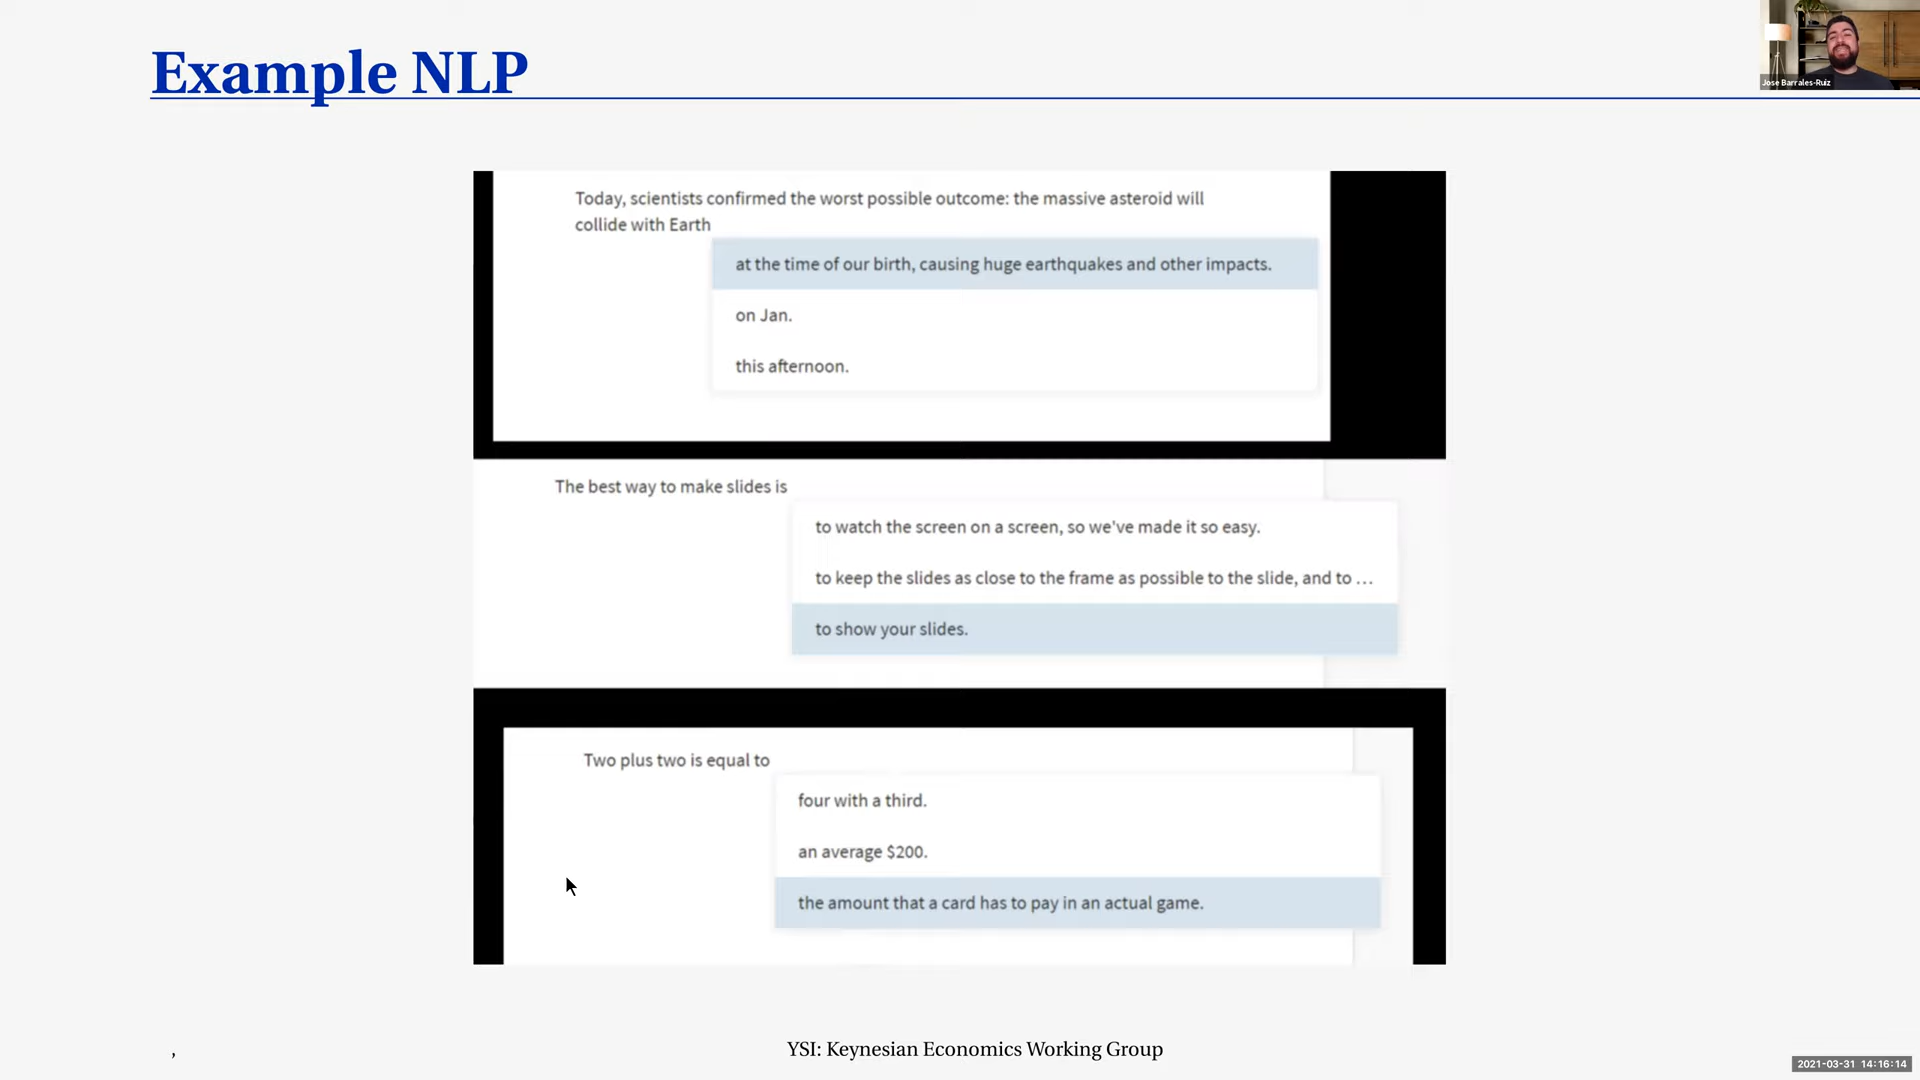 Example NLP
Jose Barrales-Ruiz
Today, scientists confirmed the worst possible outcome: the massive asteroid will
collide with Earth
at the time of our birth, causing huge earthquakes and other impacts.
on Jan.
this afternoon.
The best way to make slides is
to watch the screen on a screen, so we've made it so easy.
to keep the slides as close to the frame as possible to the slide, and to …
to show your slides.
Two plus two is equal to
four with a third.
an average $200.
the amount that a card has to pay in an actual game.
,
YSI: Keynesian Economics Working Group
2021-03-31 14:16:14